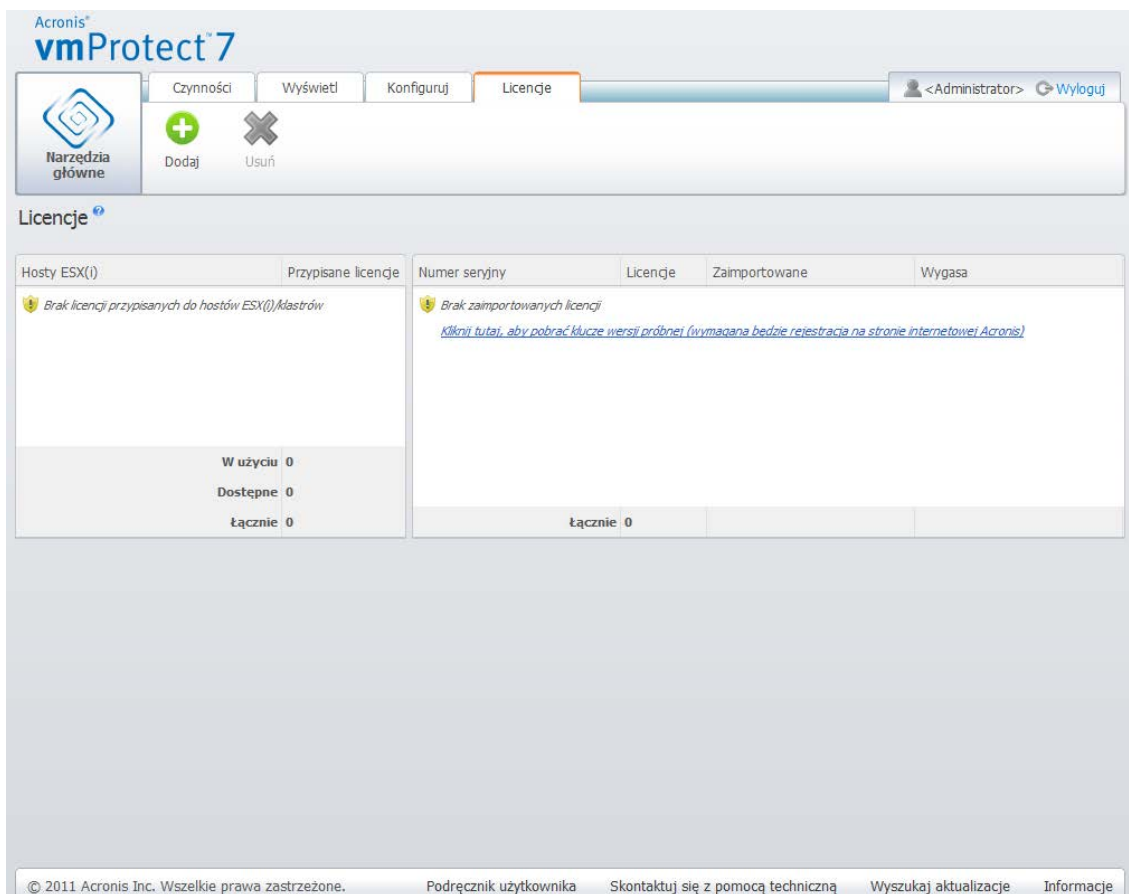 Acronis®
vmProtect™ 7
Czynności Wyświetl Konfiguruj Licencje <Administrator> Wyloguj
Narzędzia główne
Dodaj Usuń
Licencje
Hosty ESX(i) Przypisane licencje Numer seryjny Licencje Zaimportowane Wygasa
Brak licencji przypisanych do hostów ESX(i)/klastrów
Brak zaimportowanych licencji
Kliknij tutaj, aby pobrać klucze wersji próbnej (wymagana będzie rejestracja na stronie internetowej Acronis)
W użyciu 0
Dostępne 0
Łącznie 0
Łącznie 0
© 2011 Acronis Inc. Wszelkie prawa zastrzeżone. Podręcznik użytkownika Skontaktuj się z pomocą techniczną Wyszukaj aktualizacje Informacje